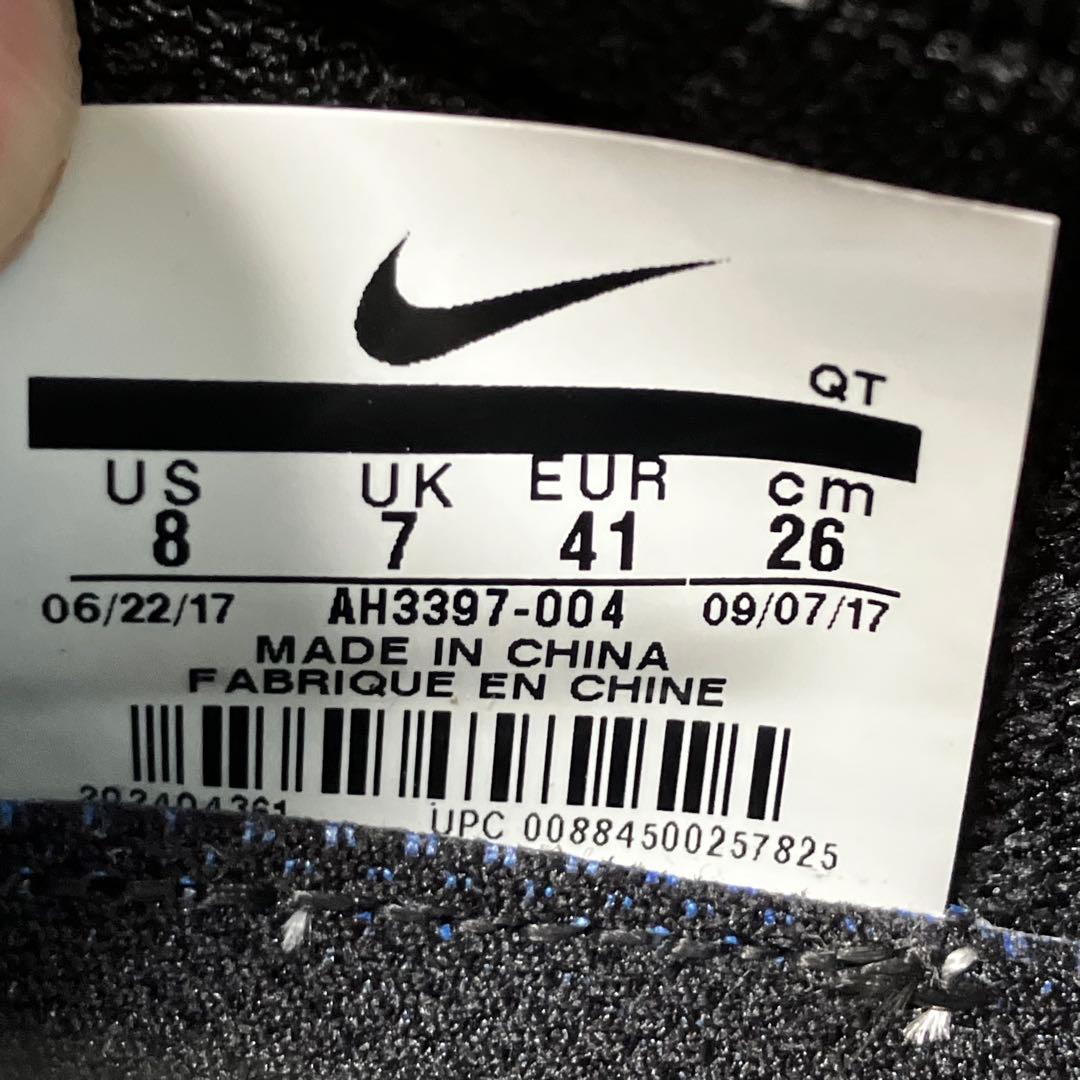 QT
US UK EUR cm
8 7 41 26
06/22/17 AH3397-004 09/07/17
MADE IN CHINA
FABRIQUE EN CHINE
202404361
UPC 00884500257825